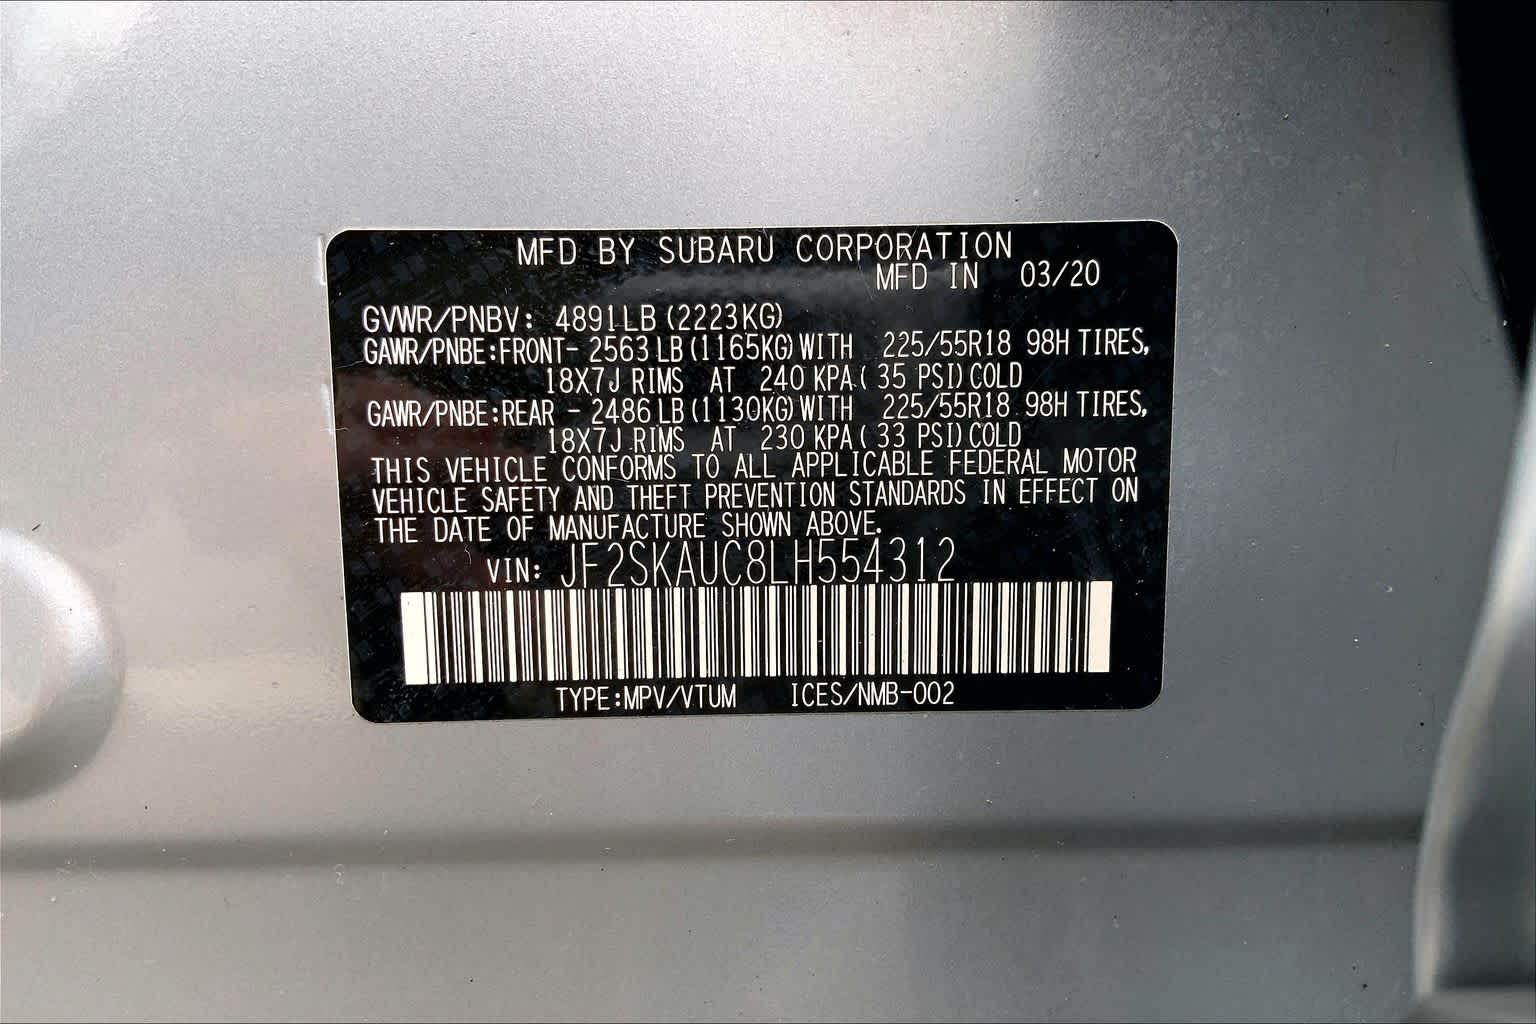 MFD BY SUBARU CORPORATION
MFD IN 03/20
GVWR/PNBV: 4891LB (2223KG)
GAWR/PNBE:FRONT- 2563 LB (1165KG) WITH 225/55R18 98H TIRES,
18X7J RIMS AT 240 KPA( 35 PSI) COLD
GAWR/PNBE:REAR - 2486 LB (1130KG) WITH 225/55R18 98H TIRES,
18X7J RIMS AT 230 KPA( 33 PSI) COLD
THIS VEHICLE CONFORMS TO ALL APPLICABLE FEDERAL MOTOR
VEHICLE SAFETY AND THEFT PREVENTION STANDARDS IN EFFECT ON
THE DATE OF MANUFACTURE SHOWN ABOVE.
VIN: JF2SKAUC8LH554312
TYPE:MPV/VTUM ICES/NMB-002